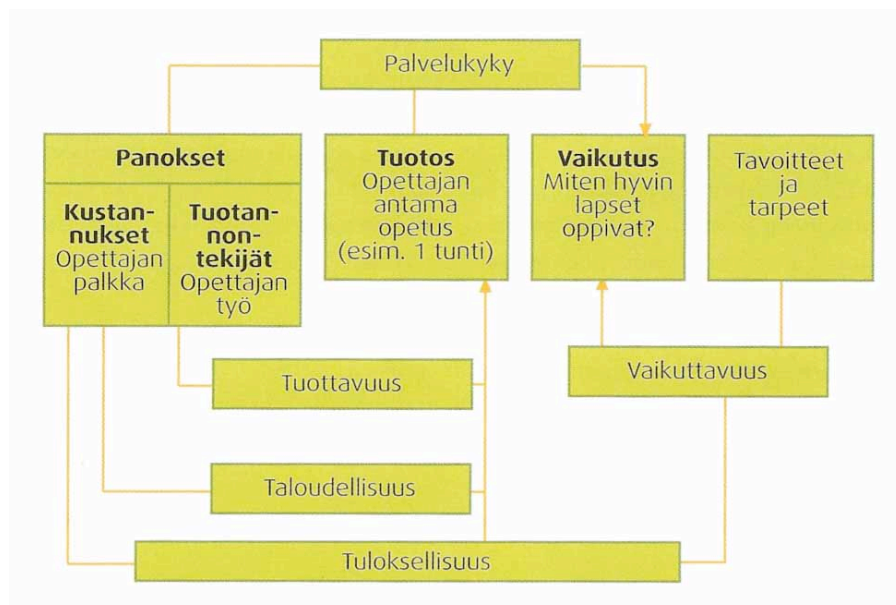 Palvelukyky
Panokset
Kustan-
nukset
Opettajan
palkka
Tuotan-
non-
tekijät
Opettajan
työ
Tuotos
Opettajan
antama
opetus
(esim. 1 tunti)
Vaikutus
Miten hyvin
lapset
oppivat?
Tavoitteet
ja
tarpeet
Tuottavuus
Vaikuttavuus
Taloudellisuus
Tuloksellisuus